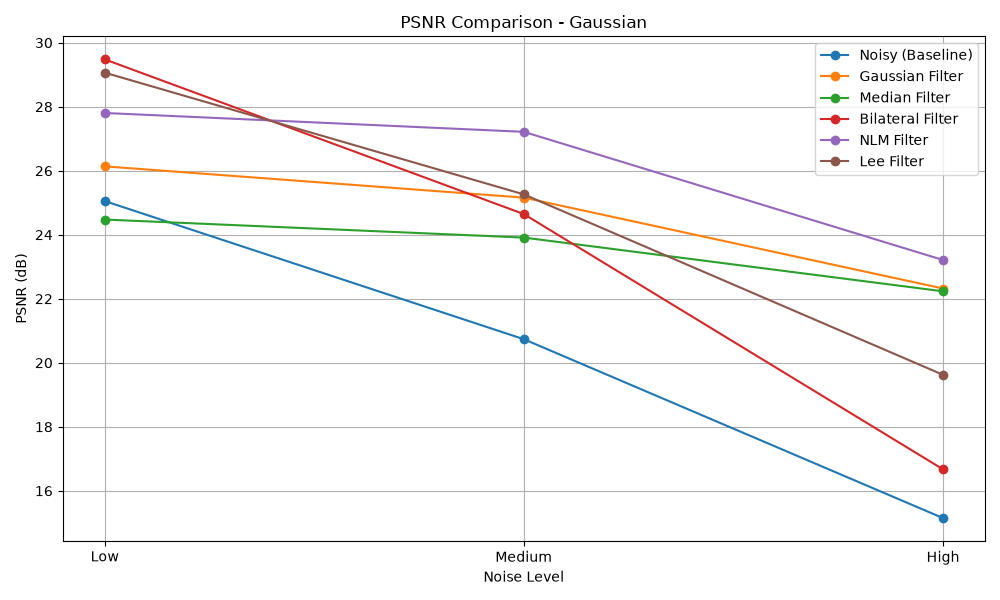 PSNR Comparison - Gaussian
PSNR (dB)
30
28
26
24
22
20
18
16
Noisy (Baseline)
Gaussian Filter
Median Filter
Bilateral Filter
NLM Filter
Lee Filter
Low
Medium
High
Noise Level